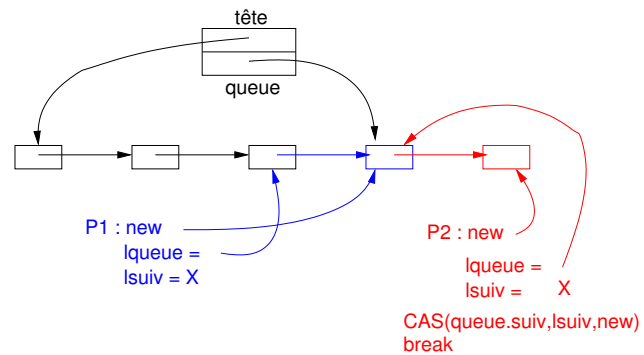 tête
queue
P1 : new
lqueue =
lsuiv = X
P2 : new
lqueue =
lsuiv = X
CAS(queue.suiv,lsuiv,new)
break